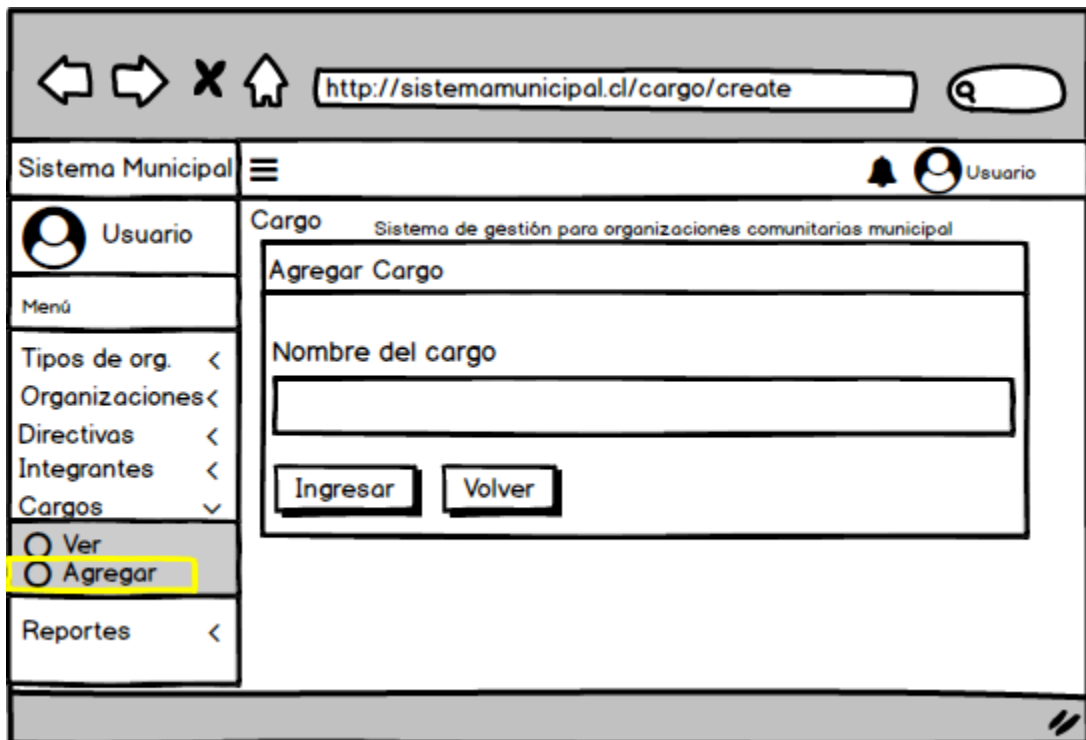 http://sistemamunicipal.cl/cargo/create
Sistema Municipal
Usuario
Usuario
Menú
Tipos de org.
Organizaciones
Directivas
Integrantes
Cargos
Ver
Agregar
Reportes
Cargo
Sistema de gestión para organizaciones comunitarias municipal
Agregar Cargo
Nombre del cargo
Ingresar
Volver